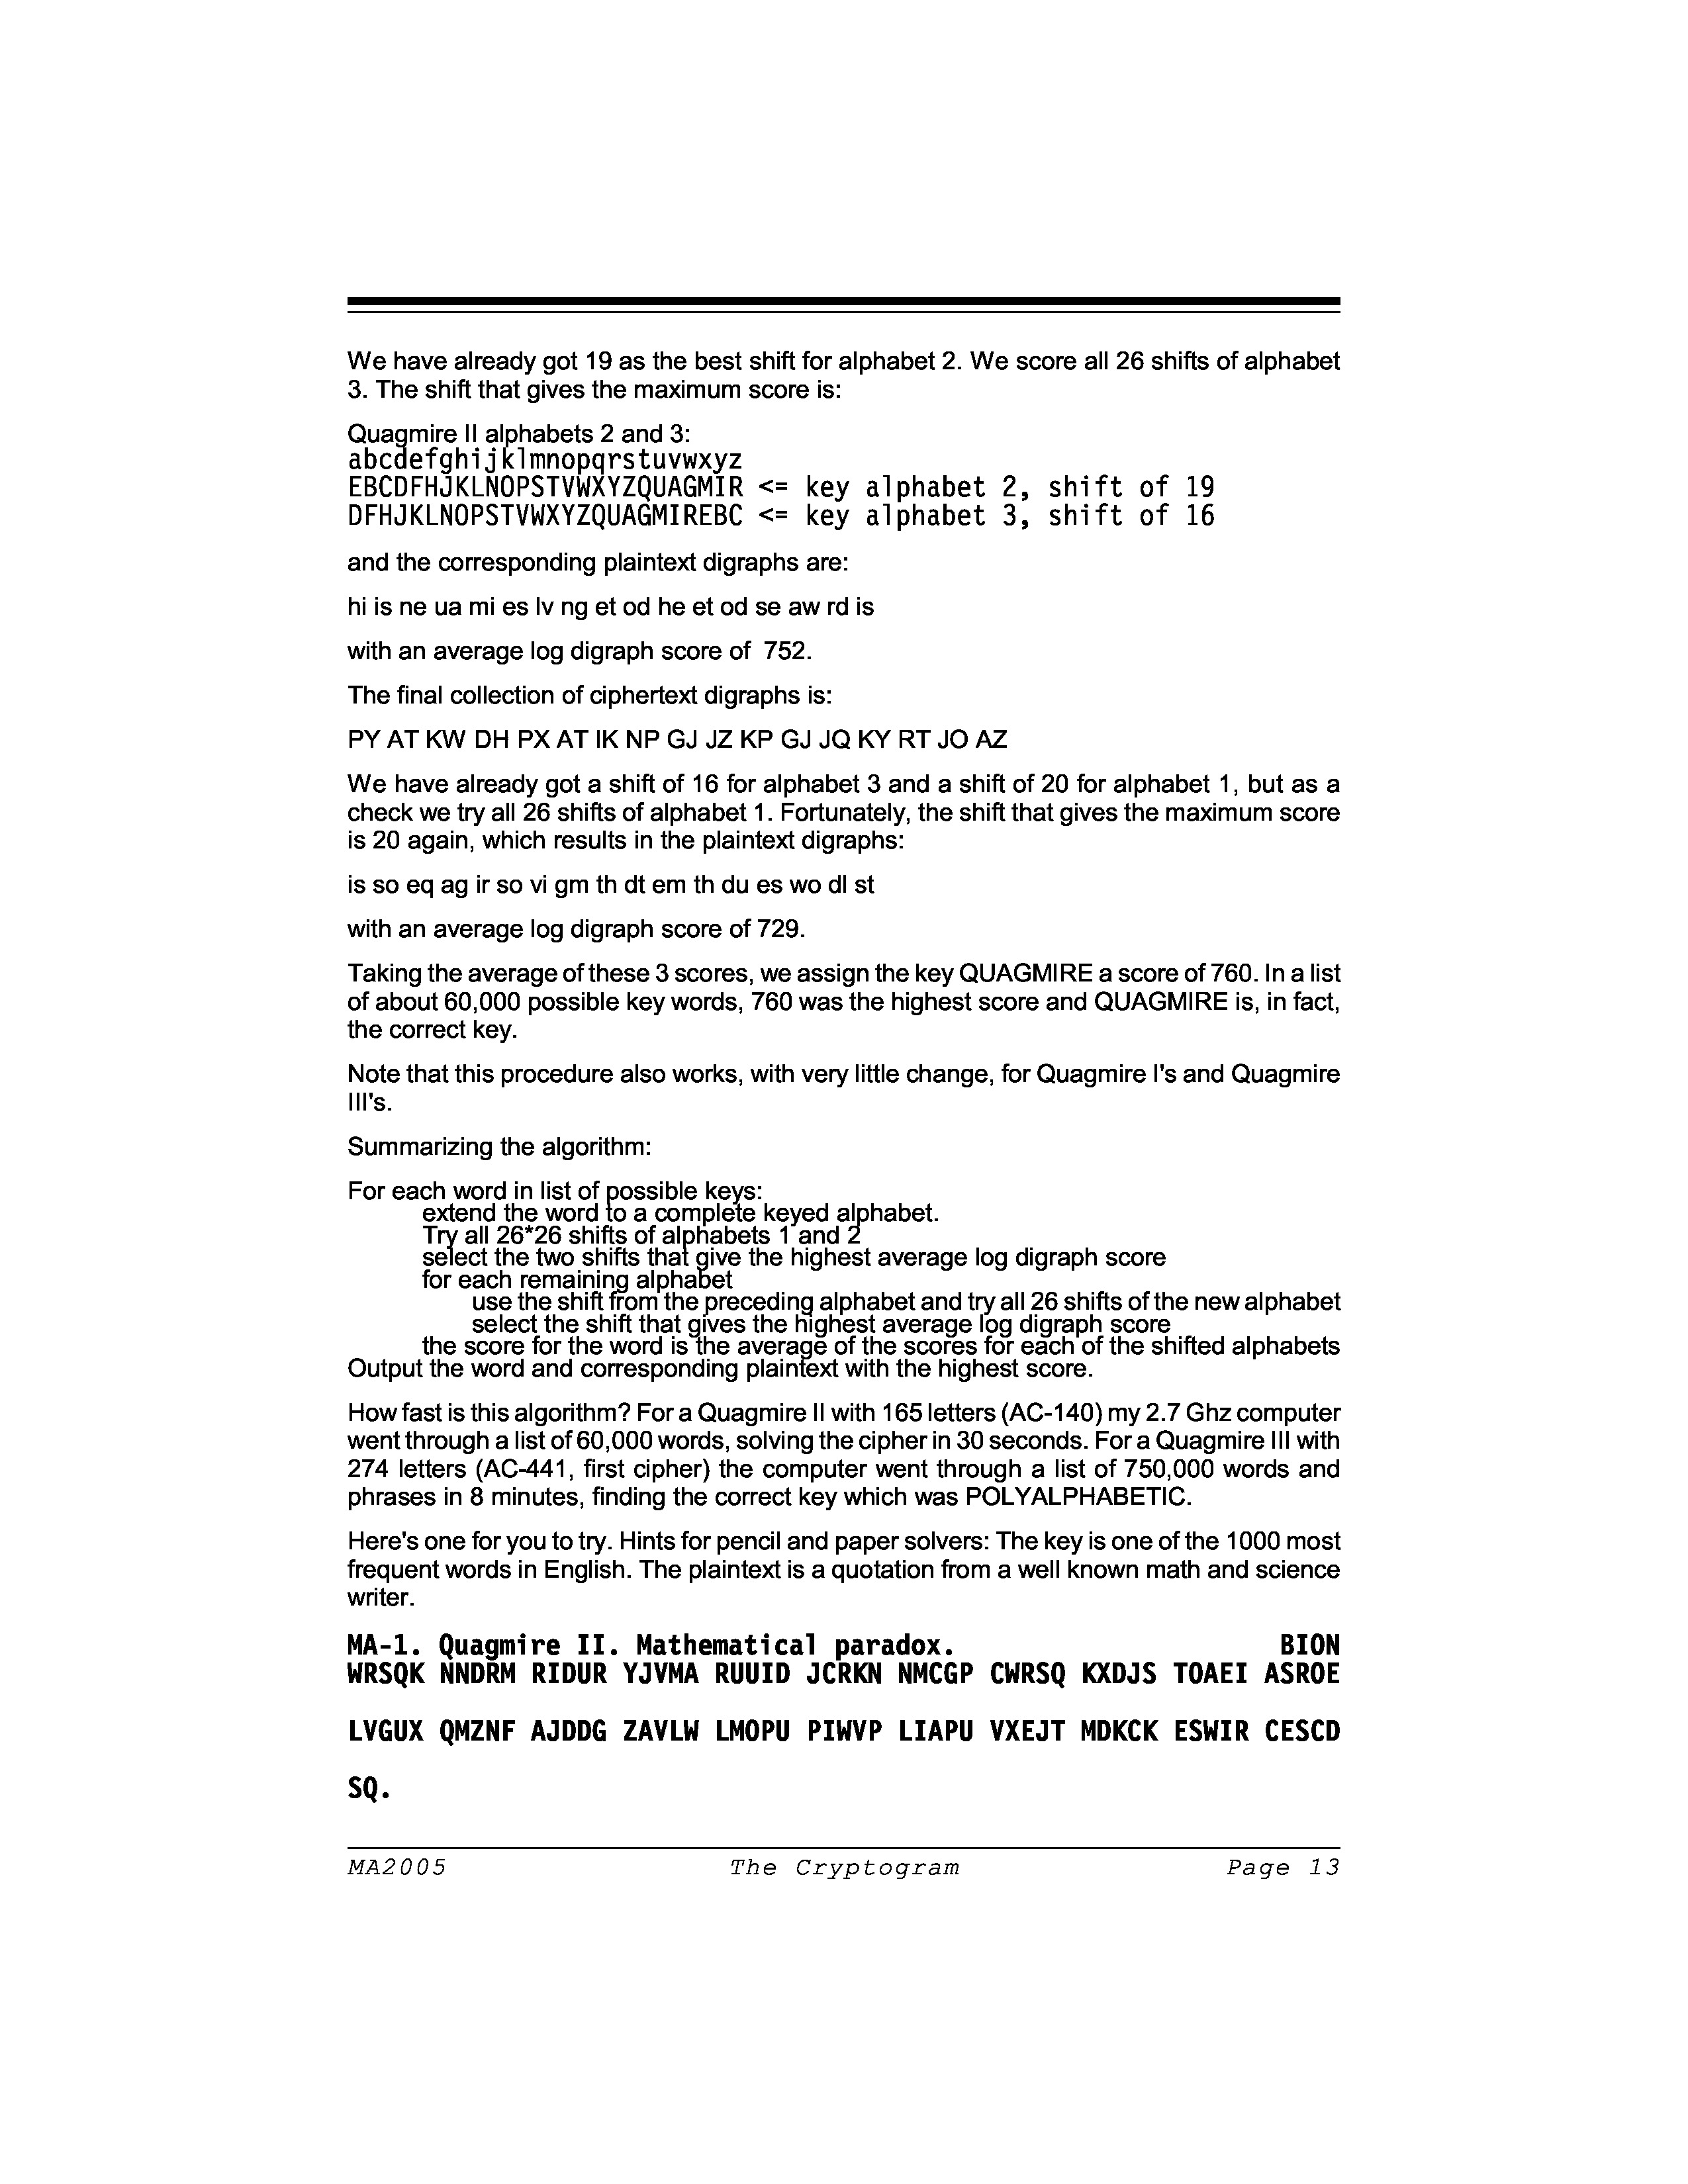 We have already got 19 as the best shift for alphabet 2. We score all 26 shifts of alphabet
3. The shift that gives the maximum score is:
Quagmire II alphabets 2 and 3:
abcdefghijklmnopqrstuvwxyz
EBCDFHJKLNOPSTVWXYZQUAGMIR <= key alphabet 2, shift of 19
DFHJKLNOPSTVWXYZQUAGMIREBC <= key alphabet 3, shift of 16
and the corresponding plaintext digraphs are:
hi is ne ua mi es lv ng et od he et od se aw rd is
with an average log digraph score of 752.
The final collection of ciphertext digraphs is:
PY AT KW DH PX AT IK NP GJ JZ KP GJ JQ KY RT JO AZ
We have already got a shift of 16 for alphabet 3 and a shift of 20 for alphabet 1, but as a
check we try all 26 shifts of alphabet 1. Fortunately, the shift that gives the maximum score
is 20 again, which results in the plaintext digraphs:
is so eq ag ir so vi gm th dt em th du es wo dl st
with an average log digraph score of 729.
Taking the average of these 3 scores, we assign the key QUAGMIRE a score of 760. In a list
of about 60,000 possible key words, 760 was the highest score and QUAGMIRE is, in fact,
the correct key.
Note that this procedure also works, with very little change, for Quagmire I's and Quagmire
III's.
Summarizing the algorithm:
For each word in list of possible keys:
extend the word to a complete keyed alphabet.
Try all 26*26 shifts of alphabets 1 and 2
select the two shifts that give the highest average log digraph score
for each remaining alphabet
use the shift from the preceding alphabet and try all 26 shifts of the new alphabet
select the shift that gives the highest average log digraph score
the score for the word is the average of the scores for each of the shifted alphabets
Output the word and corresponding plaintext with the highest score.
How fast is this algorithm? For a Quagmire II with 165 letters (AC-140) my 2.7 Ghz computer
went through a list of 60,000 words, solving the cipher in 30 seconds. For a Quagmire III with
274 letters (AC-441, first cipher) the computer went through a list of 750,000 words and
phrases in 8 minutes, finding the correct key which was POLYALPHABETIC.
Here's one for you to try. Hints for pencil and paper solvers: The key is one of the 1000 most
frequent words in English. The plaintext is a quotation from a well known math and science
writer.
MA-1. Quagmire II. Mathematical paradox. BION
WRSQK NNDRM RIDUR YJVMA RUUID JCRKN NMCGP CWRSQ KXDJS TOAEI ASROE
LVGUX QMZNF AJDDG ZAVLW LMOPU PIWVP LIAPU VXEJT MDKCK ESWIR CESCD
SQ.
MA2005 The Cryptogram Page 13